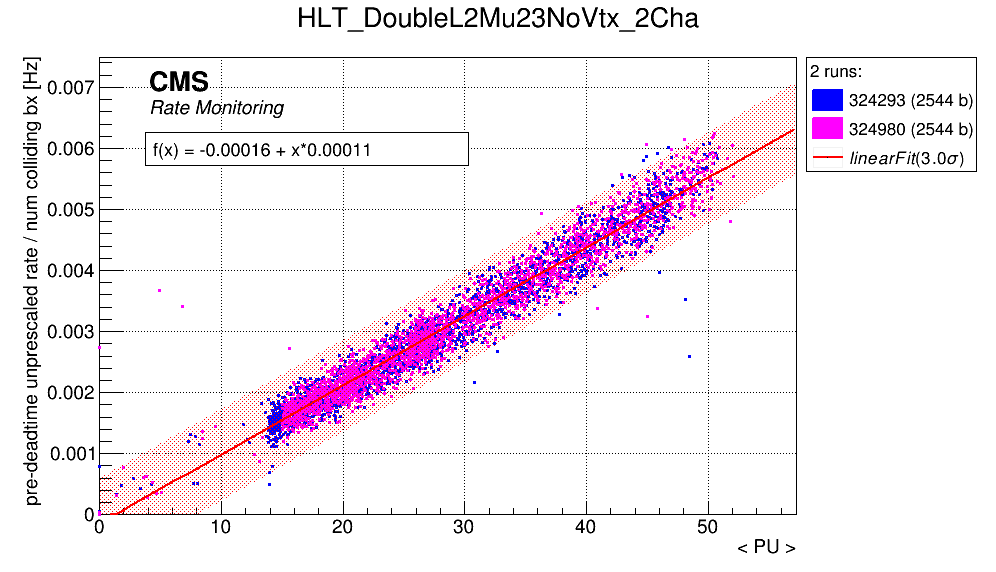 HLT_DoubleL2Mu23NoVtx_2Cha
pre-deadtime unprescaled rate / num colliding bx [Hz]
CMS
Rate Monitoring
f(x) = -0.00016 + x*0.00011
0.007
0.006
0.005
0.004
0.003
0.002
0.001
0
0 10 20 30 40 50
< PU >
2 runs:
324293 (2544 b)
324980 (2544 b)
linearFit(3.0σ)